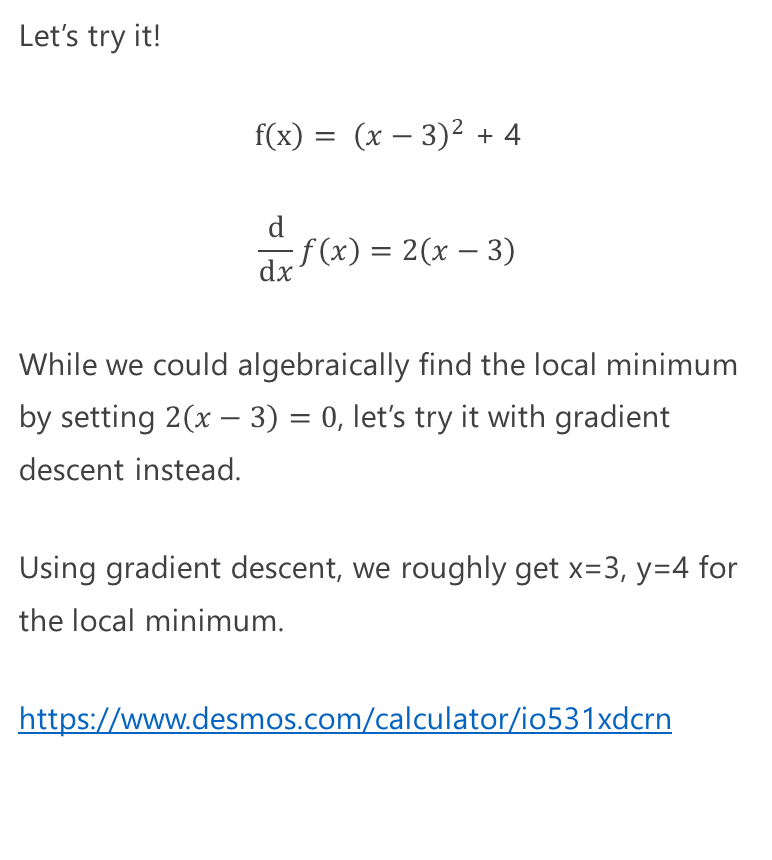 Let’s try it!
f(x) = (x − 3)² + 4
d/dx f(x) = 2(x − 3)
While we could algebraically find the local minimum
by setting 2(x − 3) = 0, let’s try it with gradient
descent instead.
Using gradient descent, we roughly get x=3, y=4 for
the local minimum.
https://www.desmos.com/calculator/io531xdcrn